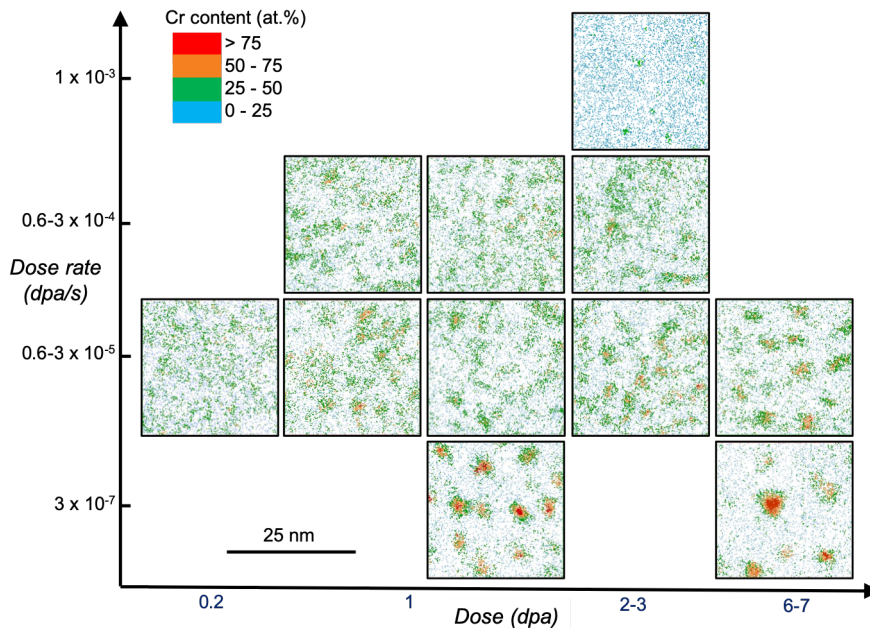 Cr content (at.%)
> 75
50 - 75
25 - 50
0 - 25
1 x 10⁻³
0.6-3 x 10⁻⁴
Dose rate
(dpa/s)
0.6-3 x 10⁻⁵
3 x 10⁻⁷
25 nm
0.2
1
2-3
6-7
Dose (dpa)